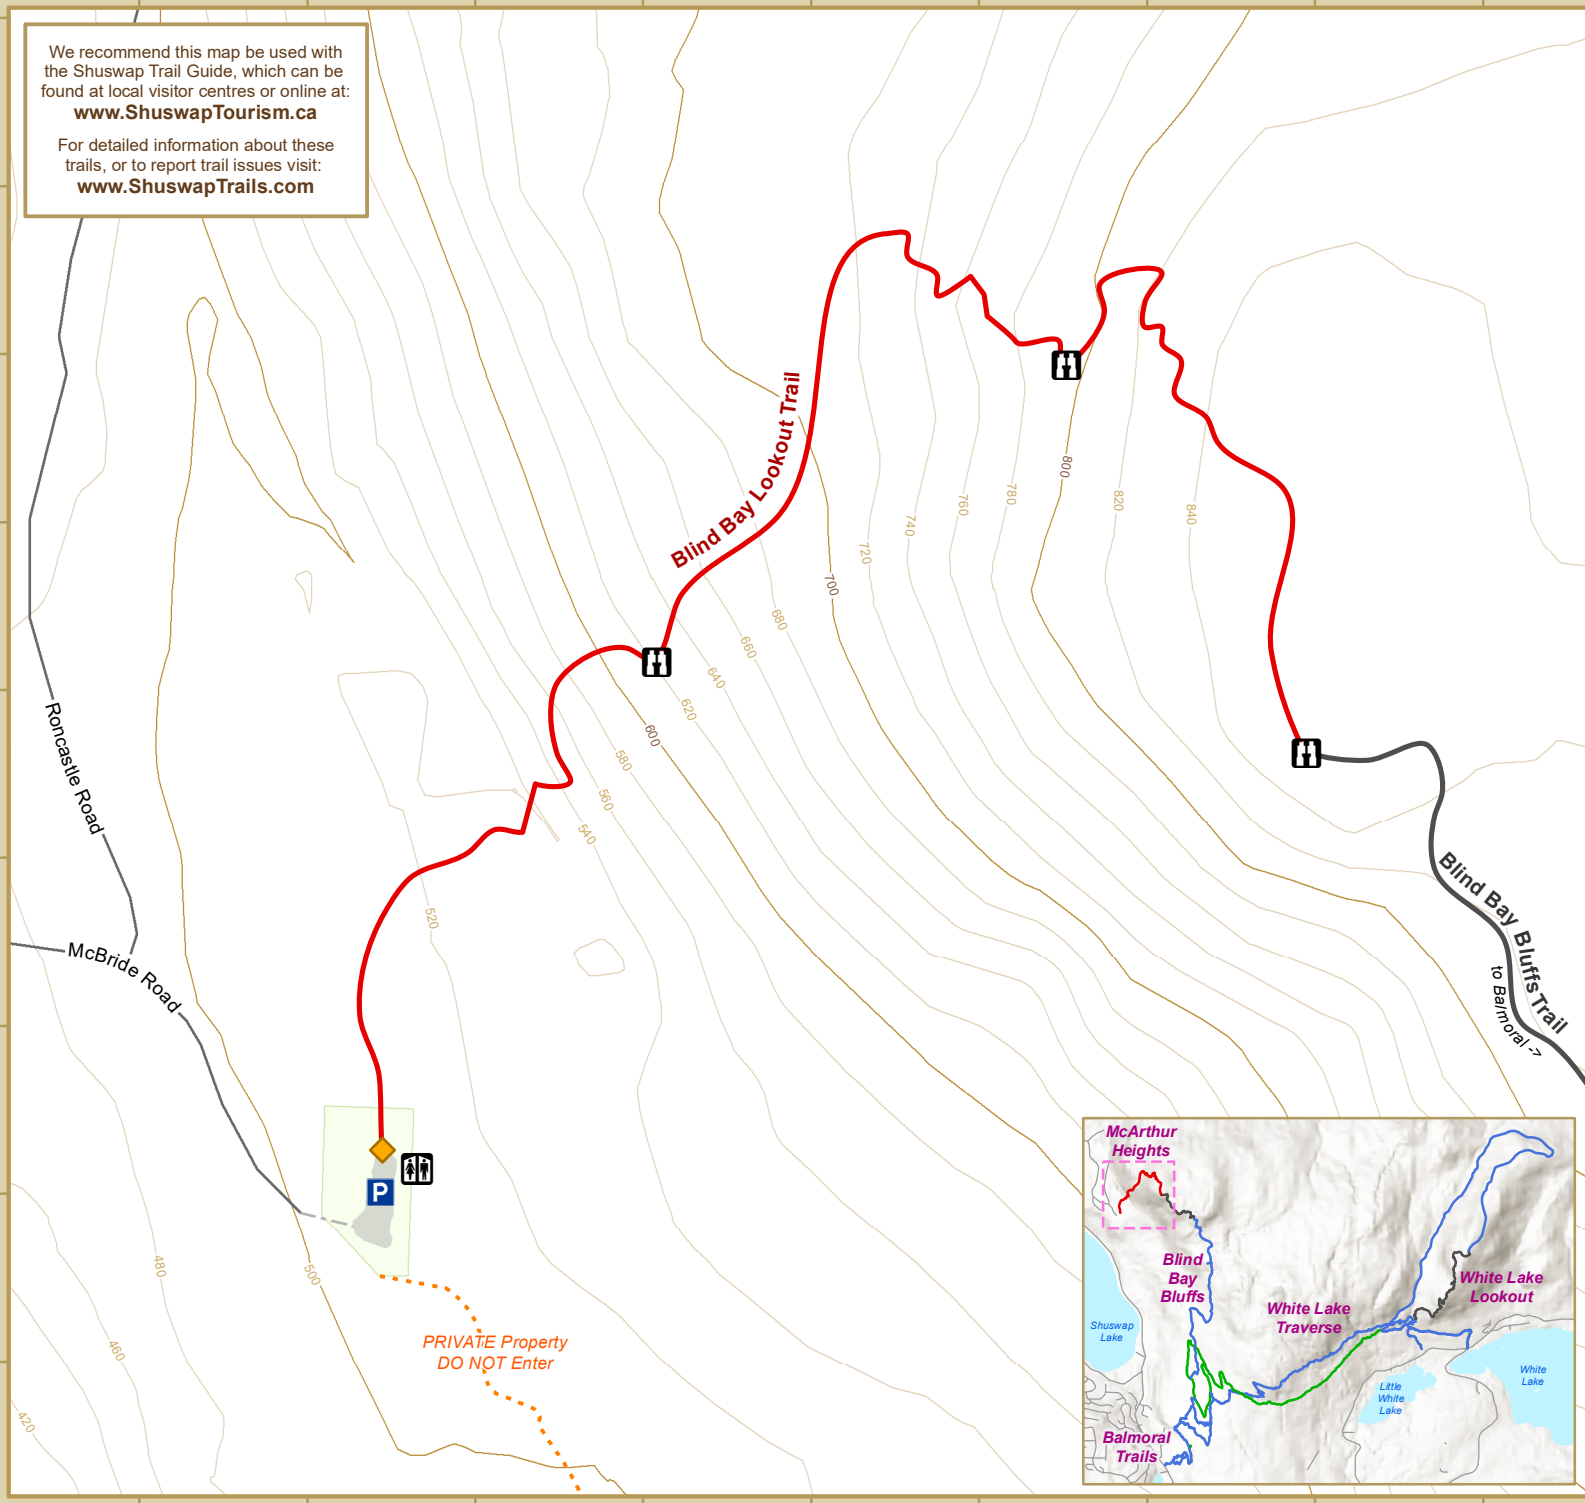 We recommend this map be used with
the Shuswap Trail Guide, which can be
found at local visitor centres or online at:
www.ShuswapTourism.ca
For detailed information about these
trails, or to report trail issues visit:
www.ShuswapTrails.com
Blind Bay Lookout Trail
800
780
760
740
720
700
820
840
680
660
640
620
600
580
560
540
520
Roncastle Road
McBride Road
Blind Bay Bluffs Trail
to Balmoral ->
P
480
500
460
420
PRIVATE Property
DO NOT Enter
McArthur
Heights
Blind
Bay
Bluffs
White Lake
Lookout
White Lake
Traverse
Shuswap
Lake
White
Lake
Little
White
Lake
Balmoral
Trails